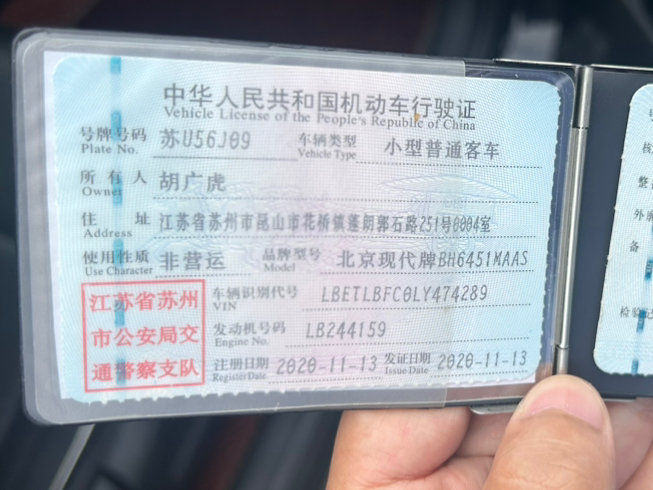 中华人民共和国机动车行驶证
Vehicle License of the People's Republic of China
号牌号码 苏U56J09 车辆类型 小型普通客车
Plate No. Vehicle Type
所有人 胡广虎
Owner
住址 江苏省苏州市昆山市花桥镇蓬朗郭石路251号0004室
Address
使用性质 非营运 品牌型号 北京现代牌BH6451MAAS
Use Character Model
江苏省苏州
市公安局交
通警察支队
车辆识别代号 LBETLBFC0LY474289
VIN
发动机号码 LB244159
Engine No.
注册日期 2020-11-13 发证日期 2020-11-13
Register Date Issue Date
核
整
外廓
备
检验记